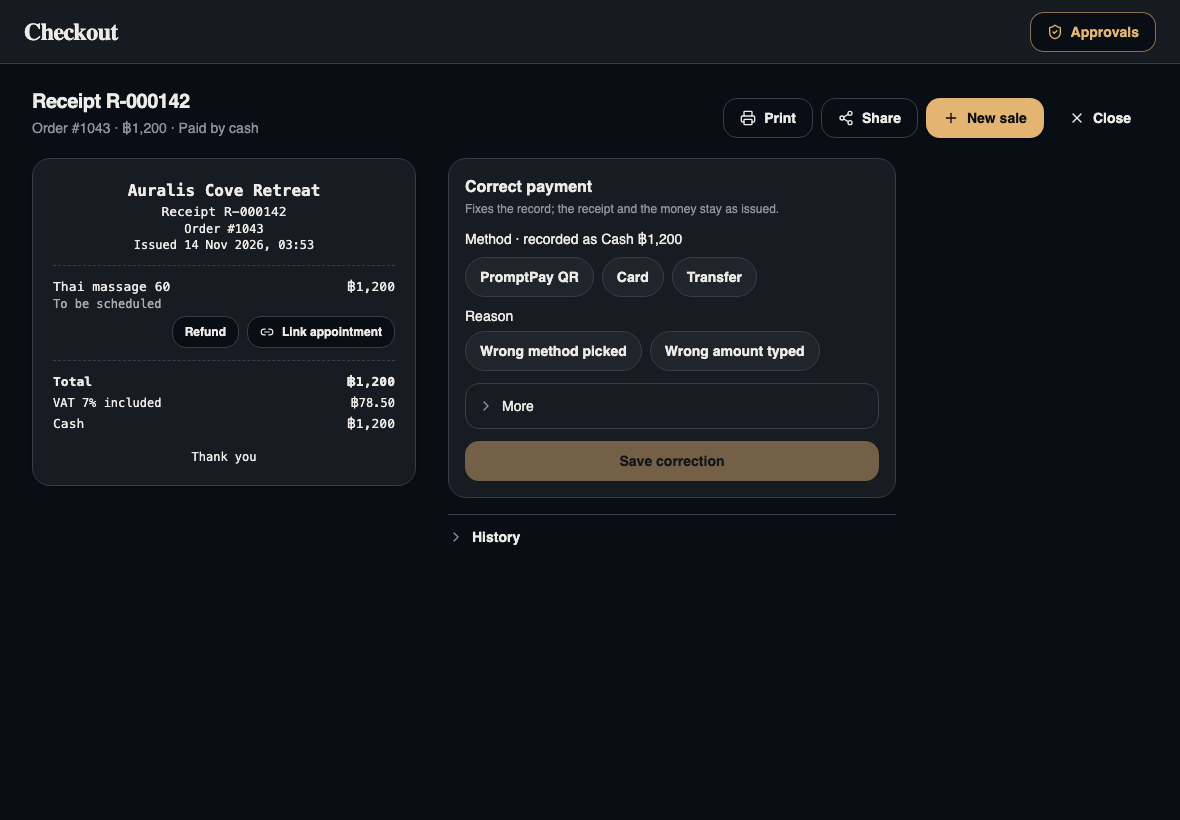 Checkout
Approvals
Receipt R-000142
Order #1043 · ฿1,200 · Paid by cash
Print
Share
New sale
Close
Auralis Cove Retreat
Receipt R-000142
Order #1043
Issued 14 Nov 2026, 03:53
Thai massage 60 ฿1,200
To be scheduled
Refund
Link appointment
Total ฿1,200
VAT 7% included ฿78.50
Cash ฿1,200
Thank you
Correct payment
Fixes the record; the receipt and the money stay as issued.
Method · recorded as Cash ฿1,200
PromptPay QR
Card
Transfer
Reason
Wrong method picked
Wrong amount typed
More
Save correction
History